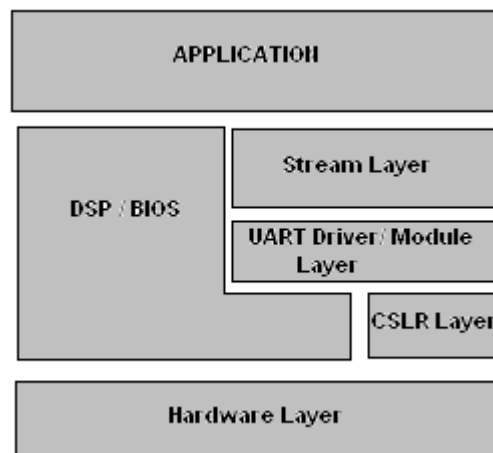 APPLICATION
Stream Layer
DSP / BIOS
UART Driver/ Module
Layer
CSLR Layer
Hardware Layer